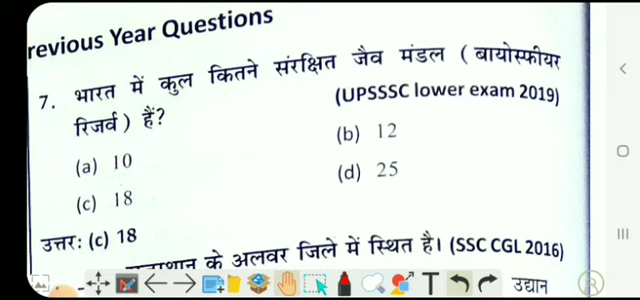 revious Year Questions
7. भारत में कुल कितने संरक्षित जैव मंडल ( बायोस्फीयर
रिजर्व ) हैं?
(UPSSSC lower exam 2019)
(a) 10
(b) 12
(c) 18
(d) 25
उत्तर: (c) 18
के अलवर जिले में स्थित है। (SSC CGL 2016)
T
उद्यान
R